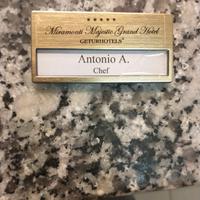 ★★★★★
Miramonti Majestic Grand Hotel
GETURHOTELS®
Antonio A.
Chef